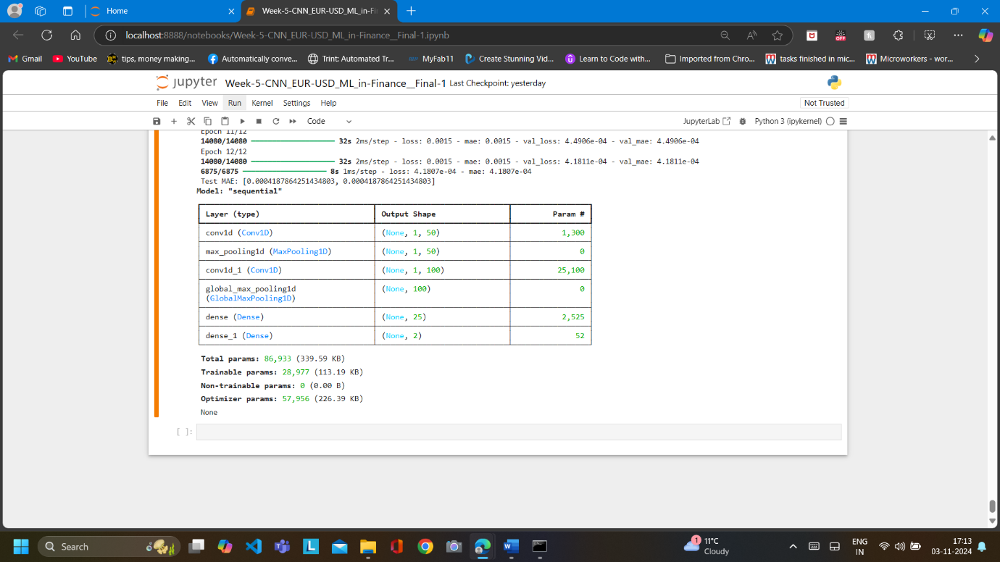 Home
Week-5-CNN_EUR-USD_ML_in-Fin
localhost:8888/notebooks/Week-5-CNN_EUR-USD_ML_in-Finance__Final-1.ipynb
Gmail YouTube tips, money making... Automatically conve... Trint: Automated Tr... MyFab11 Create Stunning Vid... Learn to Code with... Imported from Chro... tasks finished in mic... Microworkers - wor...
jupyter Week-5-CNN_EUR-USD_ML_in-Finance__Final-1 Last Checkpoint: yesterday
File Edit View Run Kernel Settings Help Not Trusted
Code JupyterLab Python 3 (ipykernel)
Epoch 11/12
14080/14080 32s 2ms/step - loss: 0.0015 - mae: 0.0015 - val_loss: 4.4906e-04 - val_mae: 4.4906e-04
Epoch 12/12
14080/14080 32s 2ms/step - loss: 0.0015 - mae: 0.0015 - val_loss: 4.1811e-04 - val_mae: 4.1811e-04
6875/6875 8s 1ms/step - loss: 4.1807e-04 - mae: 4.1807e-04
Test MAE: [0.0004187864251434803, 0.0004187864251434803]
Model: "sequential"
Layer (type) Output Shape Param #
conv1d (Conv1D) (None, 1, 50) 1,300
max_pooling1d (MaxPooling1D) (None, 1, 50) 0
conv1d_1 (Conv1D) (None, 1, 100) 25,100
global_max_pooling1d (None, 100) 0
(GlobalMaxPooling1D)
dense (Dense) (None, 25) 2,525
dense_1 (Dense) (None, 2) 52
Total params: 86,933 (339.59 KB)
Trainable params: 28,977 (113.19 KB)
Non-trainable params: 0 (0.00 B)
Optimizer params: 57,956 (226.39 KB)
None
[ ]:
Search
1
11°C
Cloudy
ENG
IN
17:13
03-11-2024